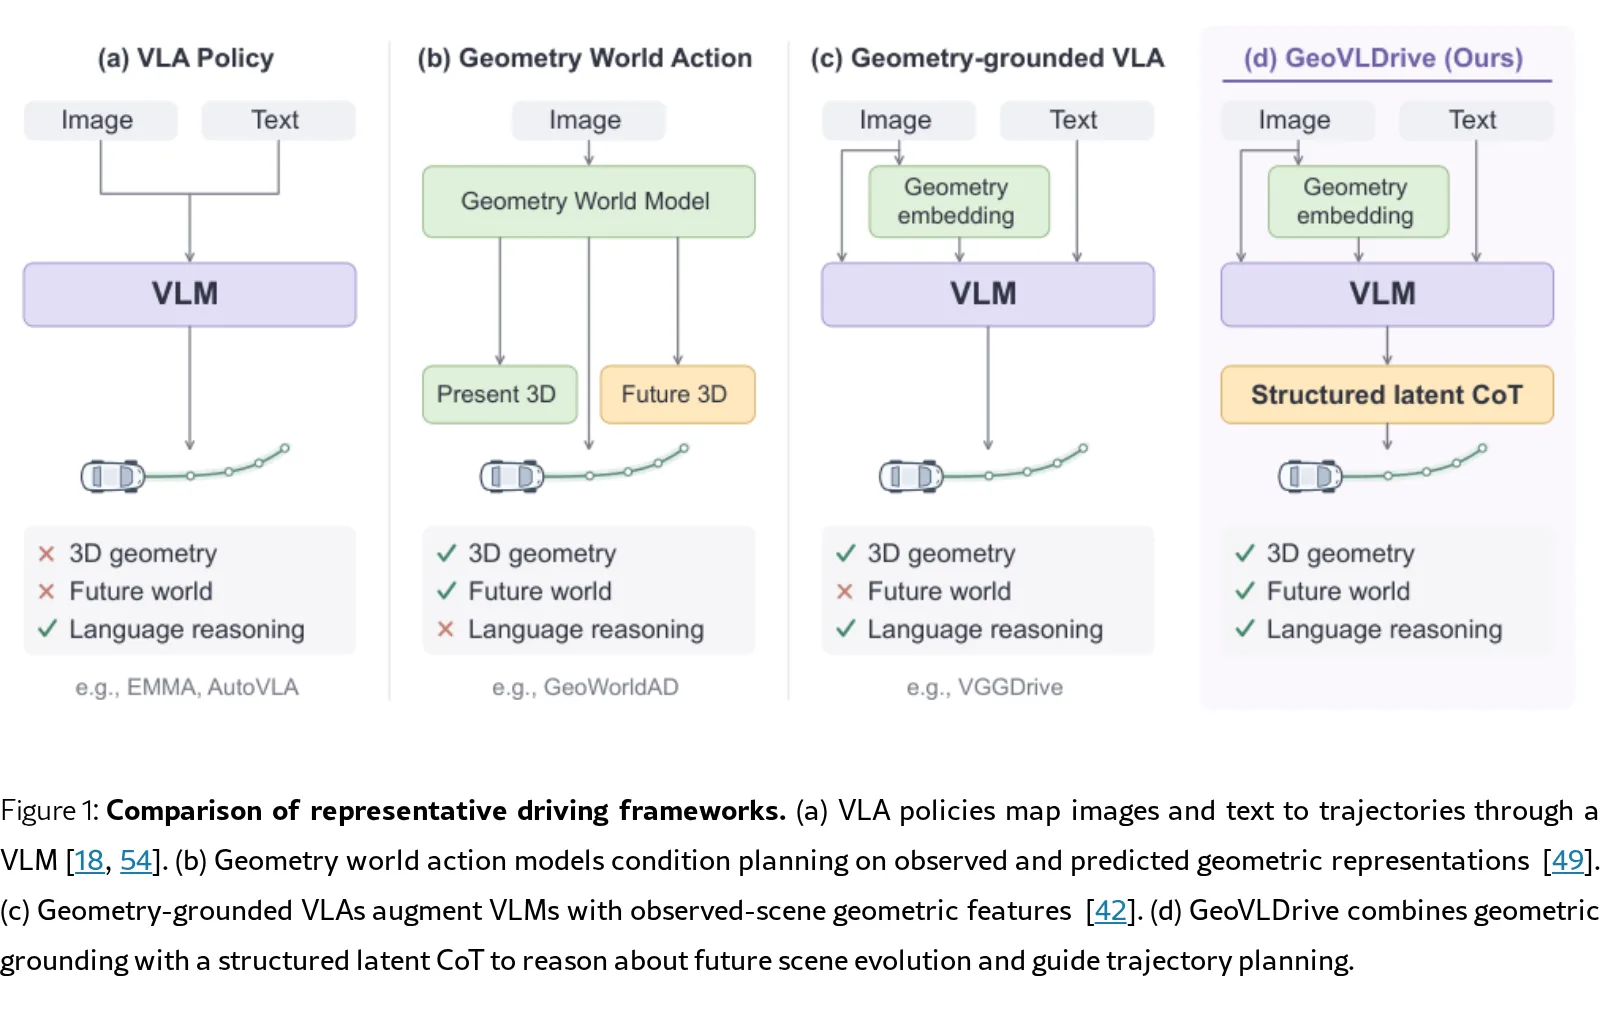 (a) VLA Policy
Image
Text
VLM
3D geometry
Future world
Language reasoning
e.g., EMMA, AutoVLA
(b) Geometry World Action
Image
Geometry World Model
Present 3D
Future 3D
3D geometry
Future world
Language reasoning
e.g., GeoWorldAD
(c) Geometry-grounded VLA
Image
Text
Geometry
embedding
VLM
3D geometry
Future world
Language reasoning
e.g., VGGDrive
(d) GeoVLDrive (Ours)
Image
Text
Geometry
embedding
VLM
Structured latent CoT
3D geometry
Future world
Language reasoning
Figure 1: Comparison of representative driving frameworks. (a) VLA policies map images and text to trajectories through a
VLM [18, 54]. (b) Geometry world action models condition planning on observed and predicted geometric representations [49].
(c) Geometry-grounded VLAs augment VLMs with observed-scene geometric features [42]. (d) GeoVLDrive combines geometric
grounding with a structured latent CoT to reason about future scene evolution and guide trajectory planning.